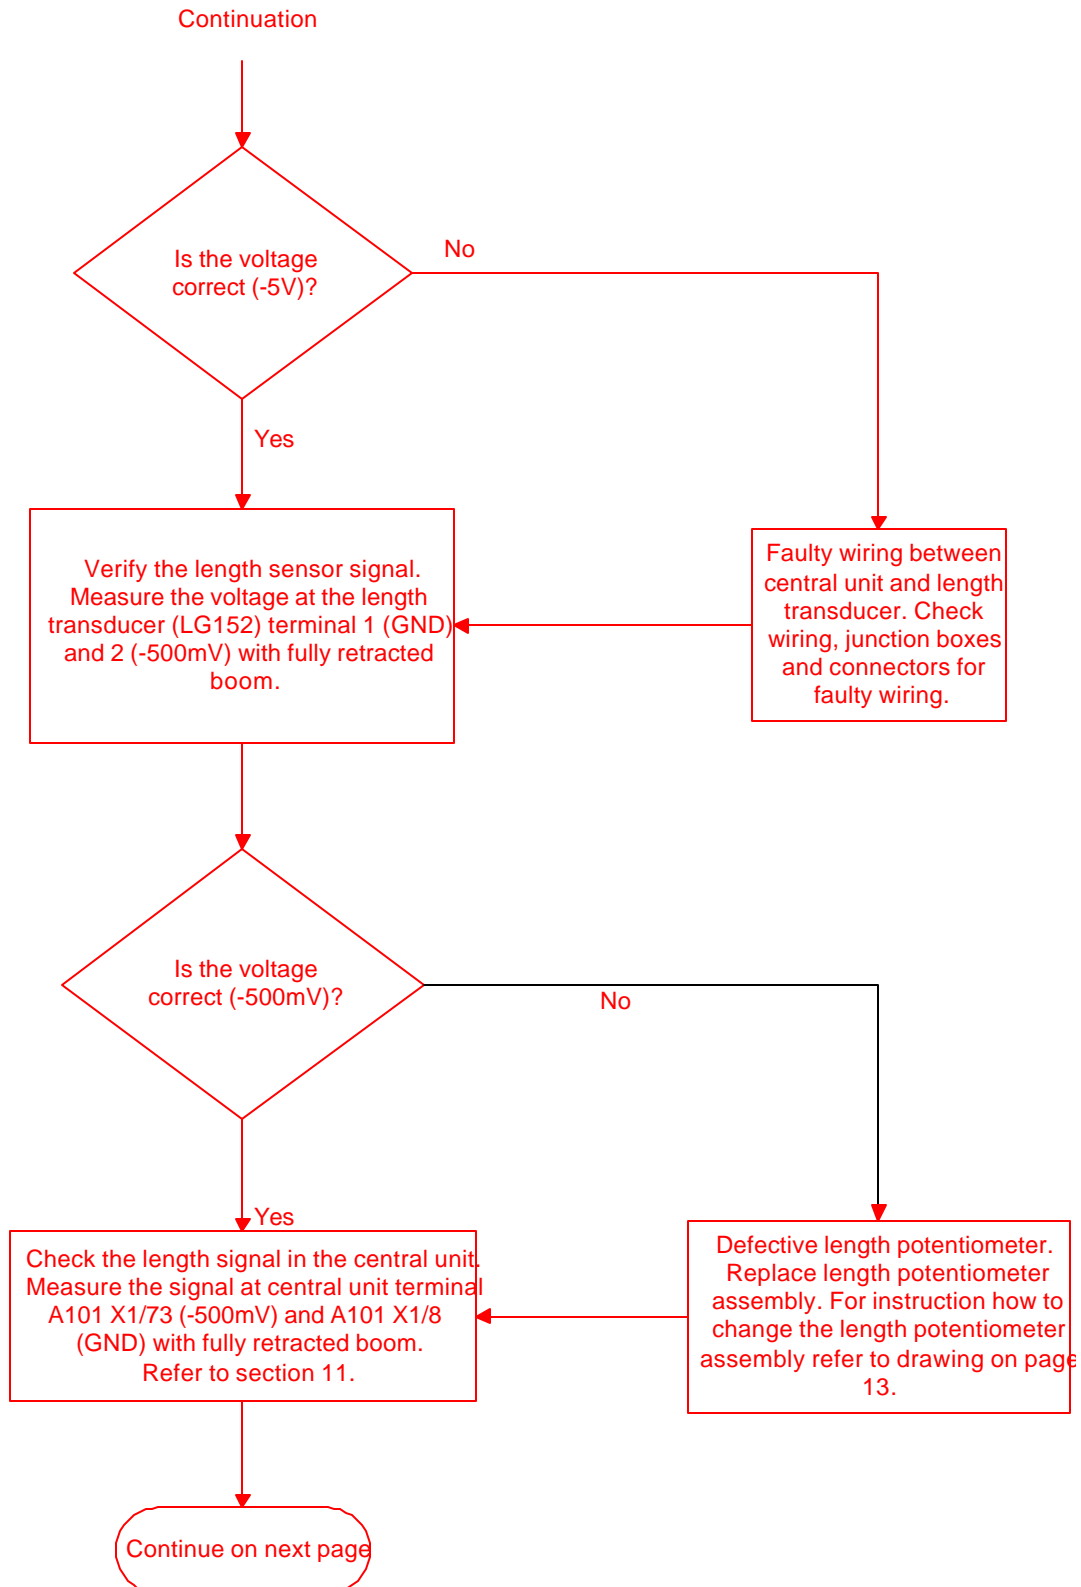 Continuation
Is the voltage
correct (-5V)?
No
Yes
Verify the length sensor signal.
Measure the voltage at the length
transducer (LG152) terminal 1 (GND)
and 2 (-500mV) with fully retracted
boom.
Faulty wiring between
central unit and length
transducer. Check
wiring, junction boxes
and connectors for
faulty wiring.
Is the voltage
correct (-500mV)?
No
Yes
Check the length signal in the central unit.
Measure the signal at central unit terminal
A101 X1/73 (-500mV) and A101 X1/8
(GND) with fully retracted boom.
Refer to section 11.
Defective length potentiometer.
Replace length potentiometer
assembly. For instruction how to
change the length potentiometer
assembly refer to drawing on page
13.
Continue on next page